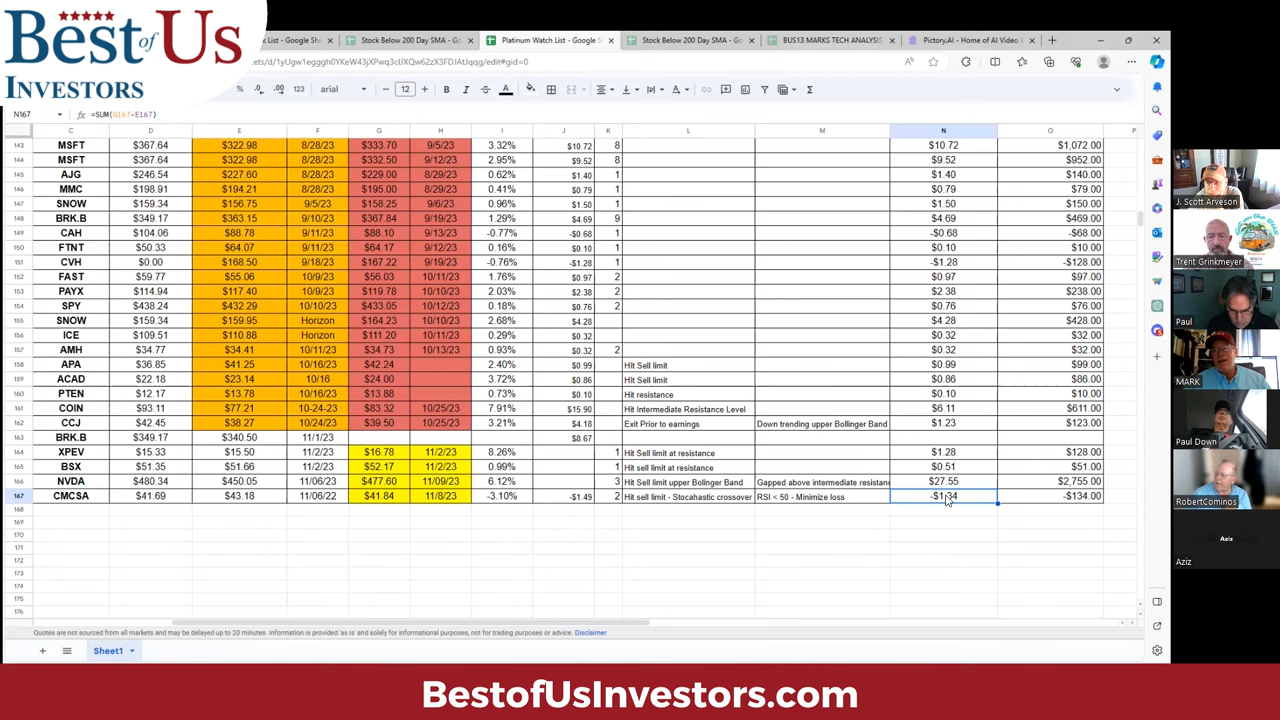 Best of Us
INVESTORS
List - Google She
Stock Below 200 Day SMA - Goo
Platinum Watch List - Google S
Stock Below 200 Day SMA - Goo
BUS13 MARKS TECH ANALYSIS
Pictory.AI - Home of AI Video E
ets/d/1yUgw1egggh0YKeW43jXPwq3cIXQw62zX3FDJAtJqqg/edit#gid=0
% .0 .00 123 arial 12 B I A
N167 fx =SUM(G167-E167)
C D E F G H I J K L M N O P
143 MSFT $367.64 $322.98 8/28/23 $333.70 9/5/23 3.32% $10.72 8 $10.72 $1,072.00
144 MSFT $367.64 $322.98 8/28/23 $332.50 9/12/23 2.95% $9.52 8 $9.52 $952.00
145 AJG $246.54 $227.60 8/28/23 $229.00 8/29/23 0.62% $1.40 1 $1.40 $140.00
146 MMC $198.91 $194.21 8/28/23 $195.00 8/29/23 0.41% $0.79 1 $0.79 $79.00
147 SNOW $159.34 $156.75 9/5/23 $158.25 9/6/23 0.96% $1.50 1 $1.50 $150.00
148 BRK.B $349.17 $363.15 9/10/23 $367.84 9/19/23 1.29% $4.69 9 $4.69 $469.00
149 CAH $104.06 $88.78 9/11/23 $88.10 9/13/23 -0.77% -$0.68 1 -$0.68 -$68.00
150 FTNT $50.33 $64.07 9/11/23 $64.17 9/12/23 0.16% $0.10 1 $0.10 $10.00
151 CVH $0.00 $168.50 9/18/23 $167.22 9/19/23 -0.76% -$1.28 1 -$1.28 -$128.00
152 FAST $59.77 $55.06 10/9/23 $56.03 10/11/23 1.76% $0.97 2 $0.97 $97.00
153 PAYX $114.94 $117.40 10/9/23 $119.78 10/10/23 2.03% $2.38 2 $2.38 $238.00
154 SPY $438.24 $432.29 10/10/23 $433.05 10/12/23 0.18% $0.76 2 $0.76 $76.00
155 SNOW $159.34 $159.95 Horizon $164.23 10/10/23 2.68% $4.28 $4.28 $428.00
156 ICE $109.51 $110.88 Horizon $111.20 10/11/23 0.29% $0.32 $0.32 $32.00
157 AMH $34.77 $34.41 10/11/23 $34.73 10/13/23 0.93% $0.32 2 $0.32 $32.00
158 APA $36.85 $41.25 10/16/23 $42.24 2.40% $0.99 HIt Sell limit $0.99 $99.00
159 ACAD $22.18 $23.14 10/16 $24.00 3.72% $0.86 HIt Sell limit $0.86 $86.00
160 PTEN $12.17 $13.78 10/16/23 $13.88 0.73% $0.10 Hit resistance $0.10 $10.00
161 COIN $93.11 $77.21 10-24-23 $83.32 10/25/23 7.91% $15.90 Hit Intermediate Resistance Level $6.11 $611.00
162 CCJ $42.45 $38.27 10/24/23 $39.50 10/25/23 3.21% $4.18 Exit Prior to earnings Down trending upper Bollinger Band $1.23 $123.00
163 BRK.B $349.17 $340.50 11/1/23 $8.67
164 XPEV $15.33 $15.50 11/2/23 $16.78 11/2/23 8.26% 1 Hit Sell limit at resistance $1.28 $128.00
165 BSX $51.35 $51.66 11/2/23 $52.17 11/2/23 0.99% 1 Hit sell limit at resistance $0.51 $51.00
166 NVDA $480.34 $450.05 11/06/23 $477.60 11/09/23 6.12% 3 Hit Sell limit upper Bolinger Band Gapped above intermediate resistanc $27.55 $2,755.00
167 CMCSA $41.69 $43.18 11/06/22 $41.84 11/8/23 -3.10% -$1.49 2 Hit sell limit - Stocahastic crossover RSI < 50 - Minimize loss -$1.34 -$134.00
168
169
170
171
172
173
174
175
176
Quotes are not sourced from all markets and may be delayed up to 20 minutes. Information is provided 'as is' and solely for informational purposes, not for trading purposes or advice. Disclaimer
Sheet1
J. Scott Arveson
Trent Grinkmeyer
Paul
MARK
Paul Down
RobertCominos
Aziz
Aziz
BestofUsInvestors.com